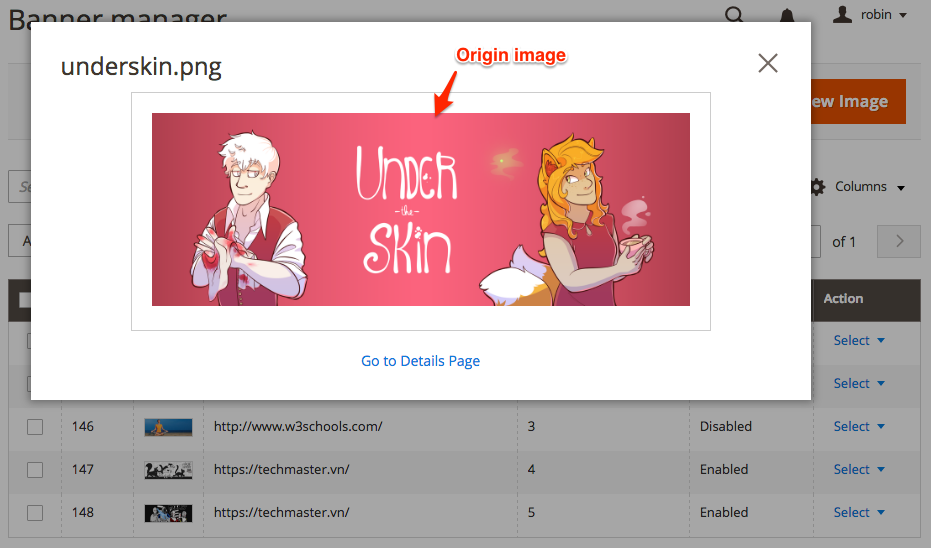 Banner manager
robin
underskin.png
Origin image
ew Image
UNDER
-the-
SKIN
Se
Columns
A
of 1
Go to Details Page
Action
Select
Select
146 http://www.w3schools.com/ 3 Disabled Select
147 https://techmaster.vn/ 4 Enabled Select
148 https://techmaster.vn/ 5 Enabled Select